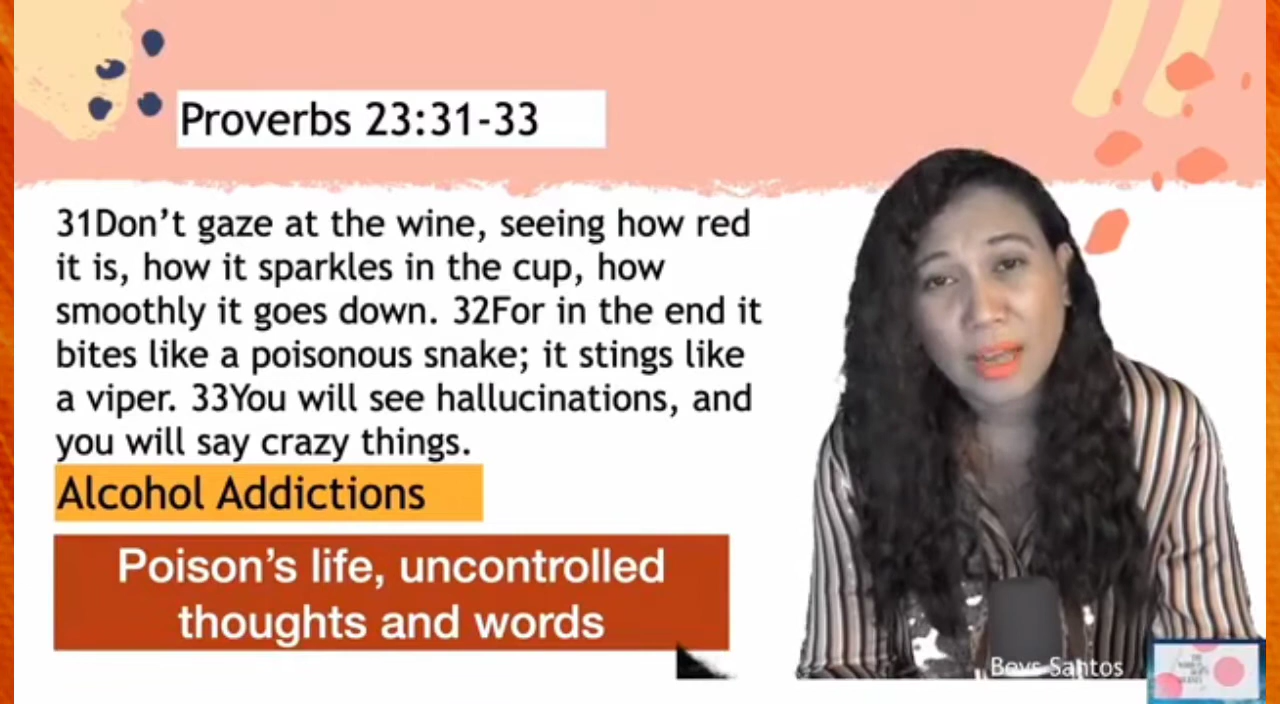 Proverbs 23:31-33
31Don’t gaze at the wine, seeing how red
it is, how it sparkles in the cup, how
smoothly it goes down. 32For in the end it
bites like a poisonous snake; it stings like
a viper. 33You will see hallucinations, and
you will say crazy things.
Alcohol Addictions
Poison’s life, uncontrolled
thoughts and words
Santos